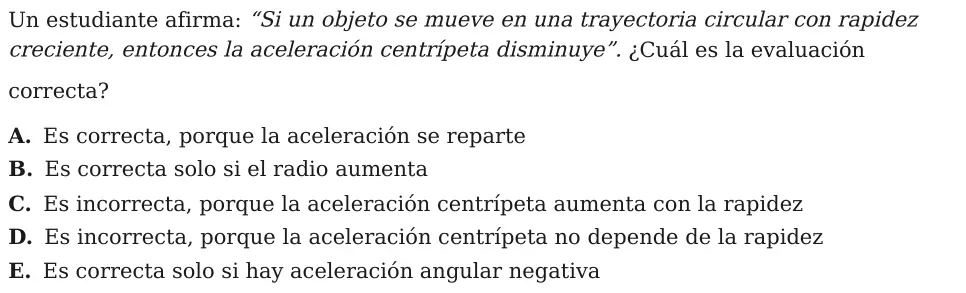 Un estudiante afirma: “Si un objeto se mueve en una trayectoria circular con rapidez
creciente, entonces la aceleración centrípeta disminuye”. ¿Cuál es la evaluación
correcta?
A. Es correcta, porque la aceleración se reparte
B. Es correcta solo si el radio aumenta
C. Es incorrecta, porque la aceleración centrípeta aumenta con la rapidez
D. Es incorrecta, porque la aceleración centrípeta no depende de la rapidez
E. Es correcta solo si hay aceleración angular negativa